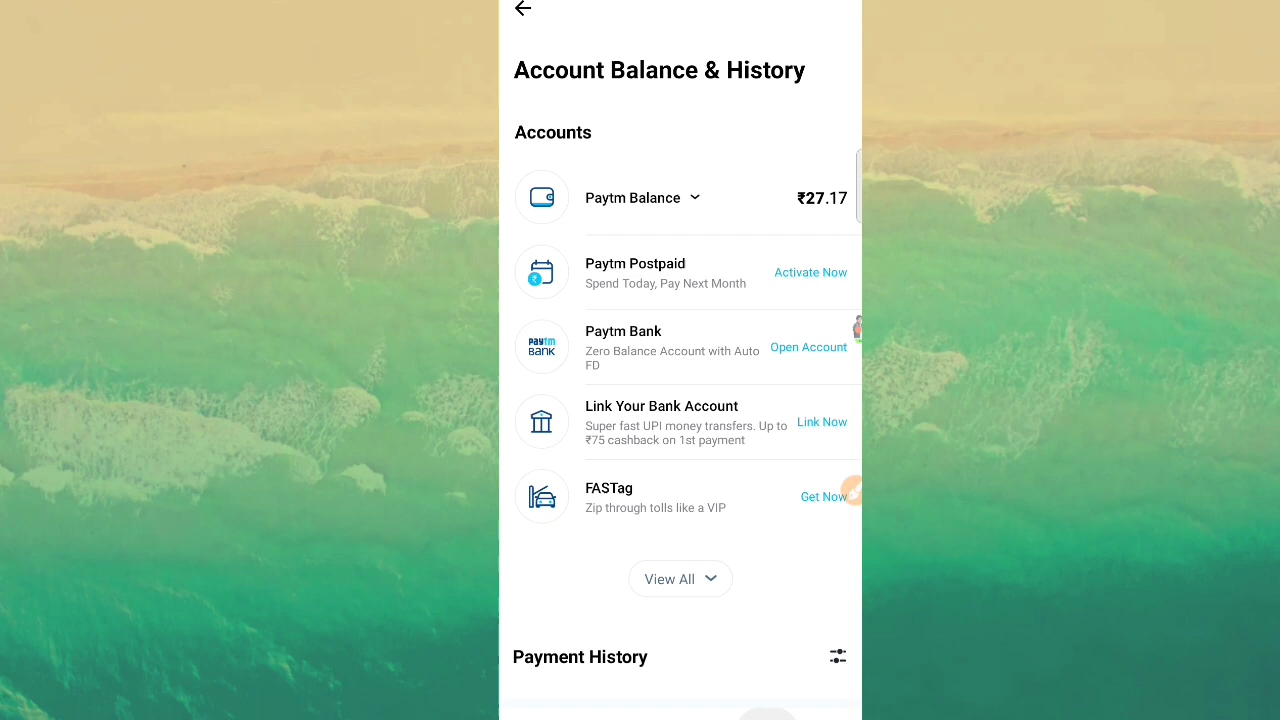 Account Balance & History
Accounts
Paytm Balance
₹27.17
Paytm Postpaid
Spend Today, Pay Next Month
Activate Now
paytm
BANK
Paytm Bank
Zero Balance Account with Auto
FD
Open Account
Link Your Bank Account
Super fast UPI money transfers. Up to
₹75 cashback on 1st payment
Link Now
FASTag
Zip through tolls like a VIP
Get Now
View All
Payment History